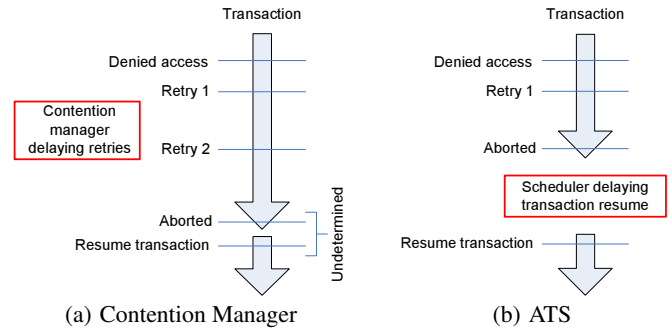 Transaction
Denied access
Retry 1
Contention
manager
delaying retries
Retry 2
Aborted
Resume transaction
Undetermined
(a) Contention Manager
Transaction
Denied access
Retry 1
Aborted
Scheduler delaying
transaction resume
Resume transaction
(b) ATS